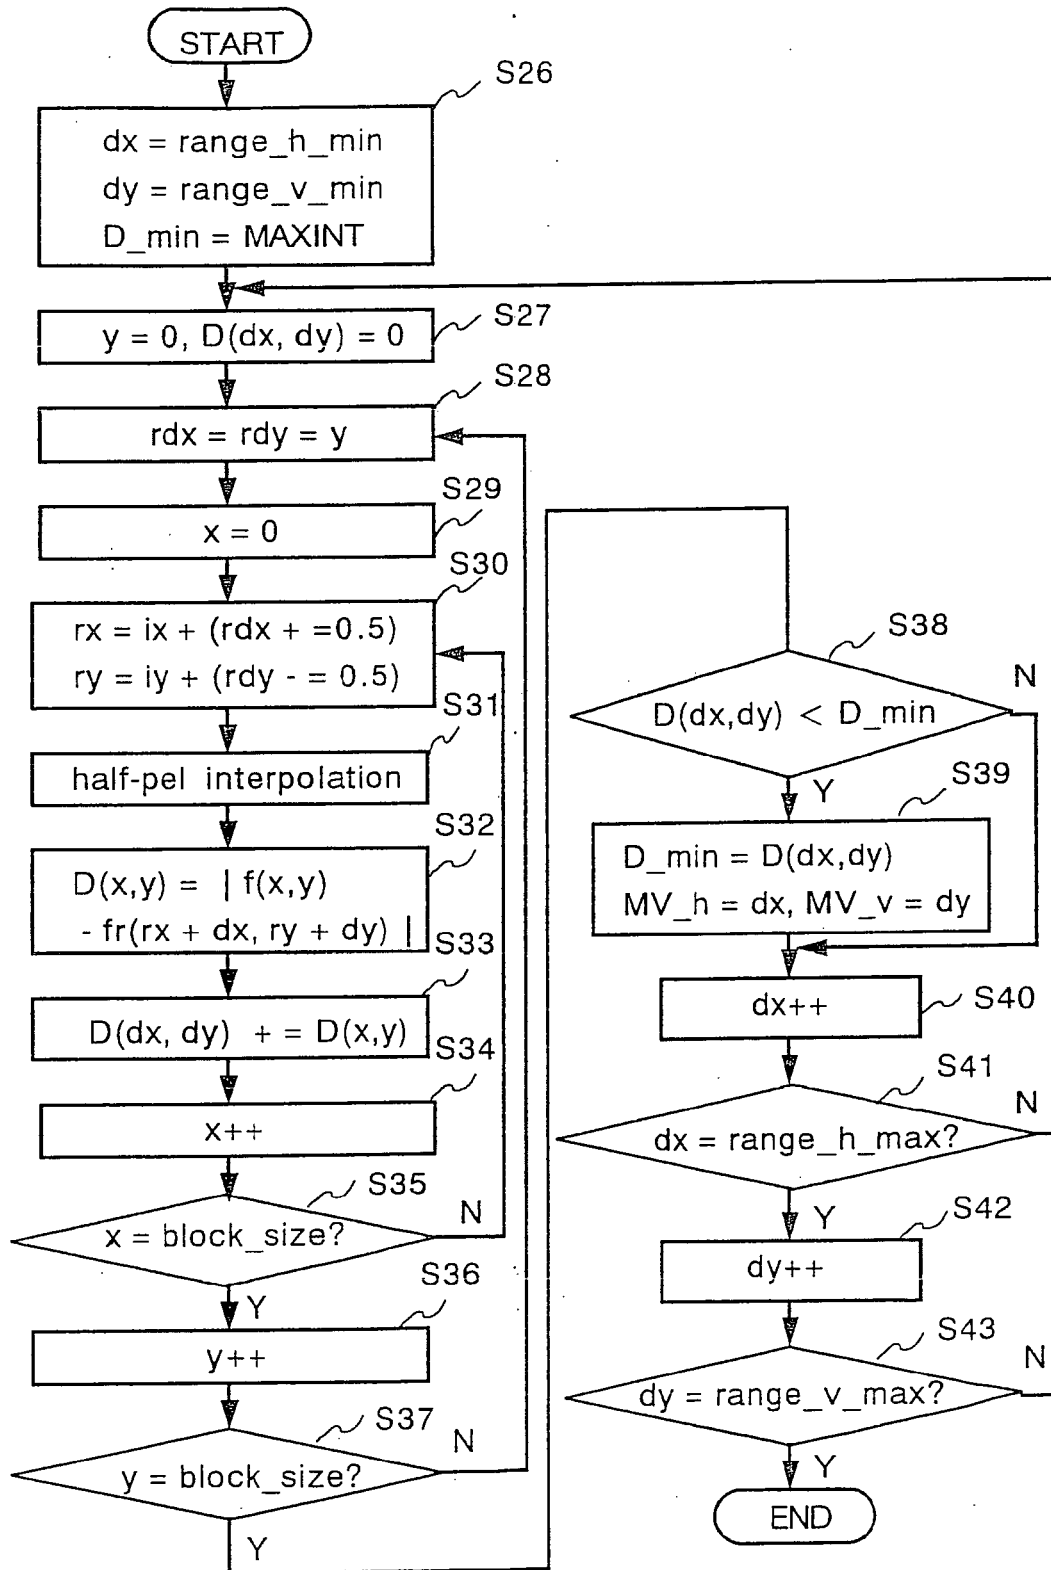 START
S26
dx = range_h_min
dy = range_v_min
D_min = MAXINT
S27
y = 0, D(dx, dy) = 0
S28
rdx = rdy = y
S29
x = 0
S30
rx = ix + (rdx + =0.5)
ry = iy + (rdy - = 0.5)
S31
half-pel interpolation
S32
D(x,y) = | f(x,y)
- fr(rx + dx, ry + dy) |
S33
D(dx, dy) + = D(x,y)
S34
x++
S35
x = block_size?
N
Y
S36
y++
S37
y = block_size?
N
Y
S38
D(dx,dy) < D_min
N
Y
S39
D_min = D(dx,dy)
MV_h = dx, MV_v = dy
S40
dx++
S41
dx = range_h_max?
N
Y
S42
dy++
S43
dy = range_v_max?
N
Y
END